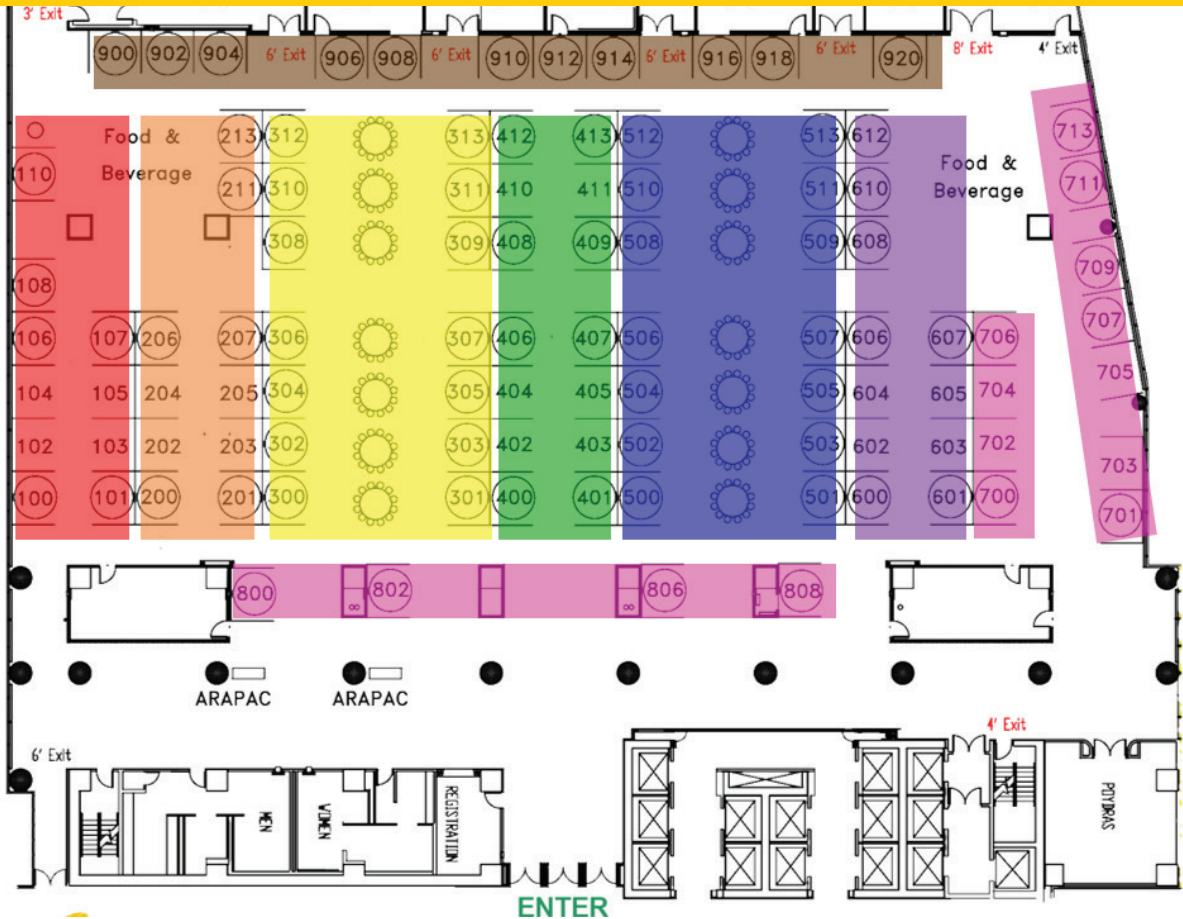 3' Exit
900 902 904 6' Exit 906 908 6' Exit 910 912 914 6' Exit 916 918 6' Exit 920 8' Exit 4' Exit
Food & 213 312 313 412 413 512 513 612 Food & 713
110 Beverage 211 310 311 410 411 510 511 610 Beverage 711
308 309 408 409 508 509 608
108 709
106 107 206 207 306 307 406 407 506 507 606 607 706 707
104 105 204 205 304 305 404 405 504 505 604 605 704 705
102 103 202 203 302 303 402 403 502 503 602 603 702 703
100 101 200 201 300 301 400 401 500 501 600 601 700 701
800 802 806 808
ARAPAC ARAPAC
6' Exit 4' Exit
MEN WOMEN REGISTRATION POYDRAS
ENTER